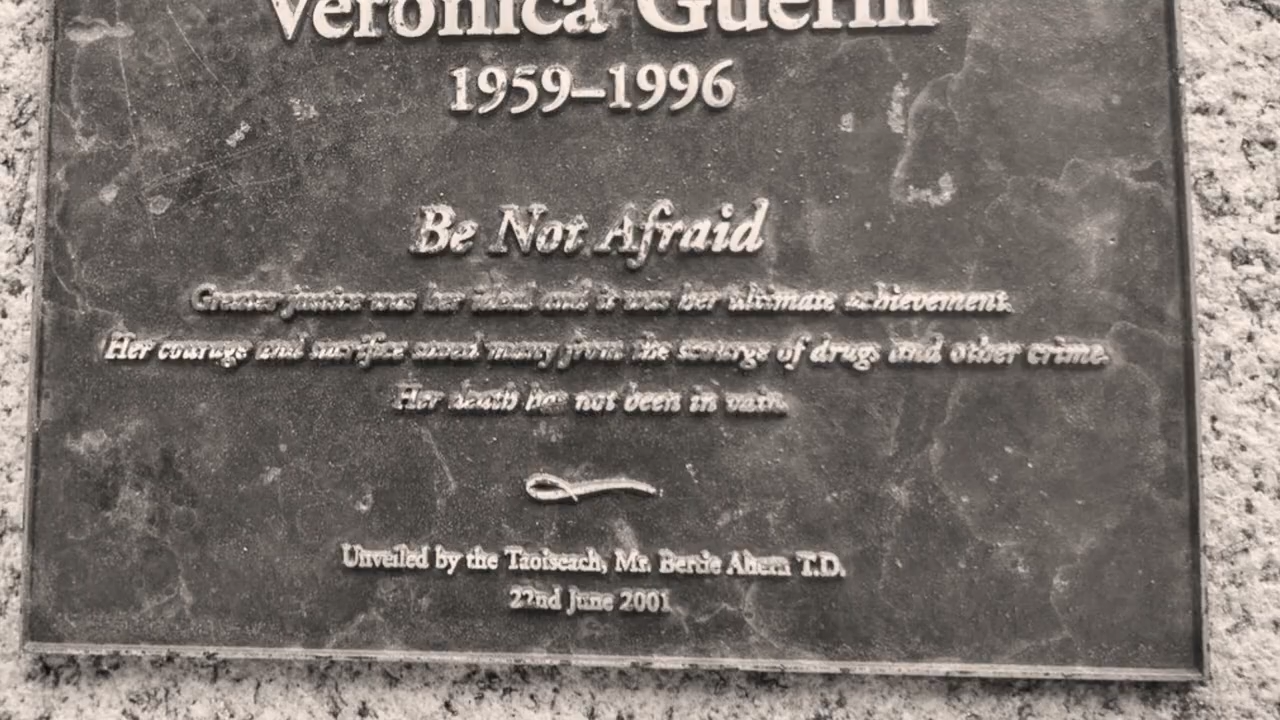 Veronica Guerin
1959–1996
Be Not Afraid
Greater justice was her ideal and it was her ultimate achievement.
Her courage and sacrifice saved many from the scourge of drugs and other crime.
Her death has not been in vain.
Unveiled by the Taoiseach, Mr. Bertie Ahern T.D.
22nd June 2001